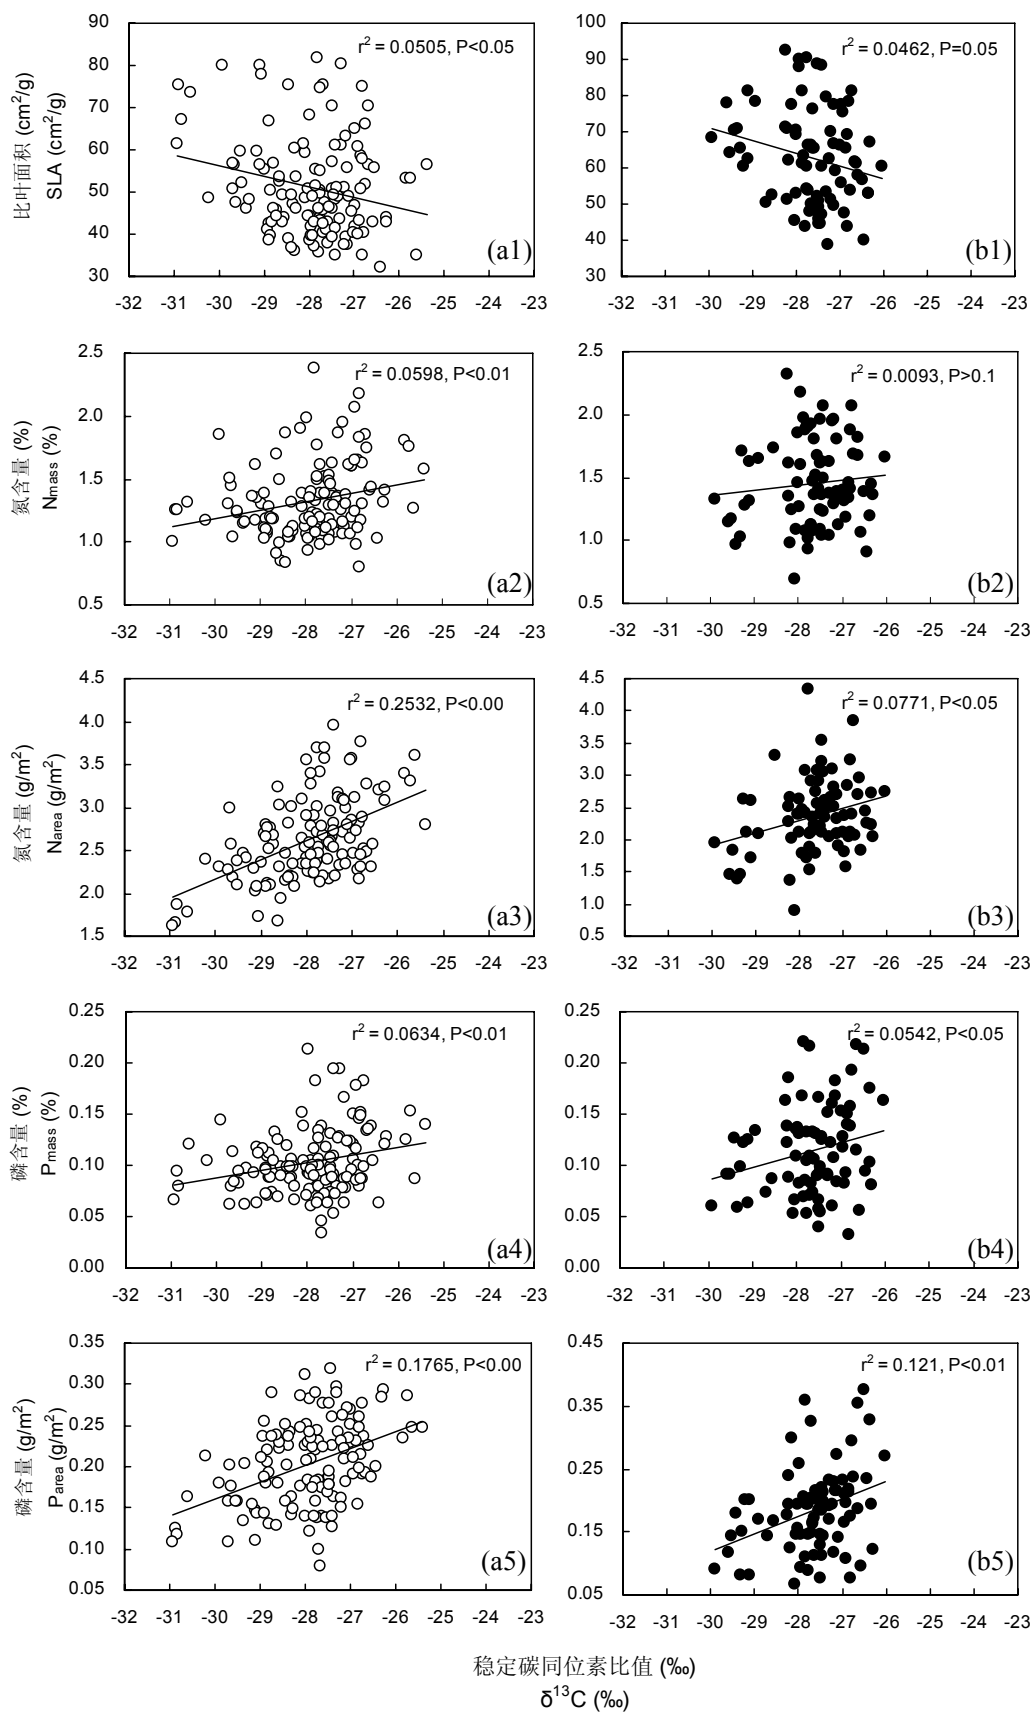 比叶面积 (cm²/g)
SLA (cm²/g)
90
80
70
60
50
40
30
r² = 0.0505, P<0.05
(a1)
-32 -31 -30 -29 -28 -27 -26 -25 -24 -23
100
90
80
70
60
50
40
30
r² = 0.0462, P=0.05
(b1)
-32 -31 -30 -29 -28 -27 -26 -25 -24 -23
氮含量 (%)
Nmass (%)
2.5
2.0
1.5
1.0
0.5
r² = 0.0598, P<0.01
(a2)
-32 -31 -30 -29 -28 -27 -26 -25 -24 -23
2.5
2.0
1.5
1.0
0.5
r² = 0.0093, P>0.1
(b2)
-32 -31 -30 -29 -28 -27 -26 -25 -24 -23
氮含量 (g/m²)
Narea (g/m²)
4.5
4.0
3.5
3.0
2.5
2.0
1.5
r² = 0.2532, P<0.00
(a3)
-32 -31 -30 -29 -28 -27 -26 -25 -24 -23
4.5
4.0
3.5
3.0
2.5
2.0
1.5
1.0
0.5
r² = 0.0771, P<0.05
(b3)
-32 -31 -30 -29 -28 -27 -26 -25 -24 -23
磷含量 (%)
Pmass (%)
0.25
0.20
0.15
0.10
0.05
0.00
r² = 0.0634, P<0.01
(a4)
-32 -31 -30 -29 -28 -27 -26 -25 -24 -23
0.25
0.20
0.15
0.10
0.05
0.00
r² = 0.0542, P<0.05
(b4)
-32 -31 -30 -29 -28 -27 -26 -25 -24 -23
磷含量 (g/m²)
Parea (g/m²)
0.35
0.30
0.25
0.20
0.15
0.10
0.05
r² = 0.1765, P<0.00
(a5)
-32 -31 -30 -29 -28 -27 -26 -25 -24 -23
0.45
0.35
0.25
0.15
0.05
r² = 0.121, P<0.01
(b5)
-32 -31 -30 -29 -28 -27 -26 -25 -24 -23
稳定碳同位素比值 (‰)
δ¹³C (‰)